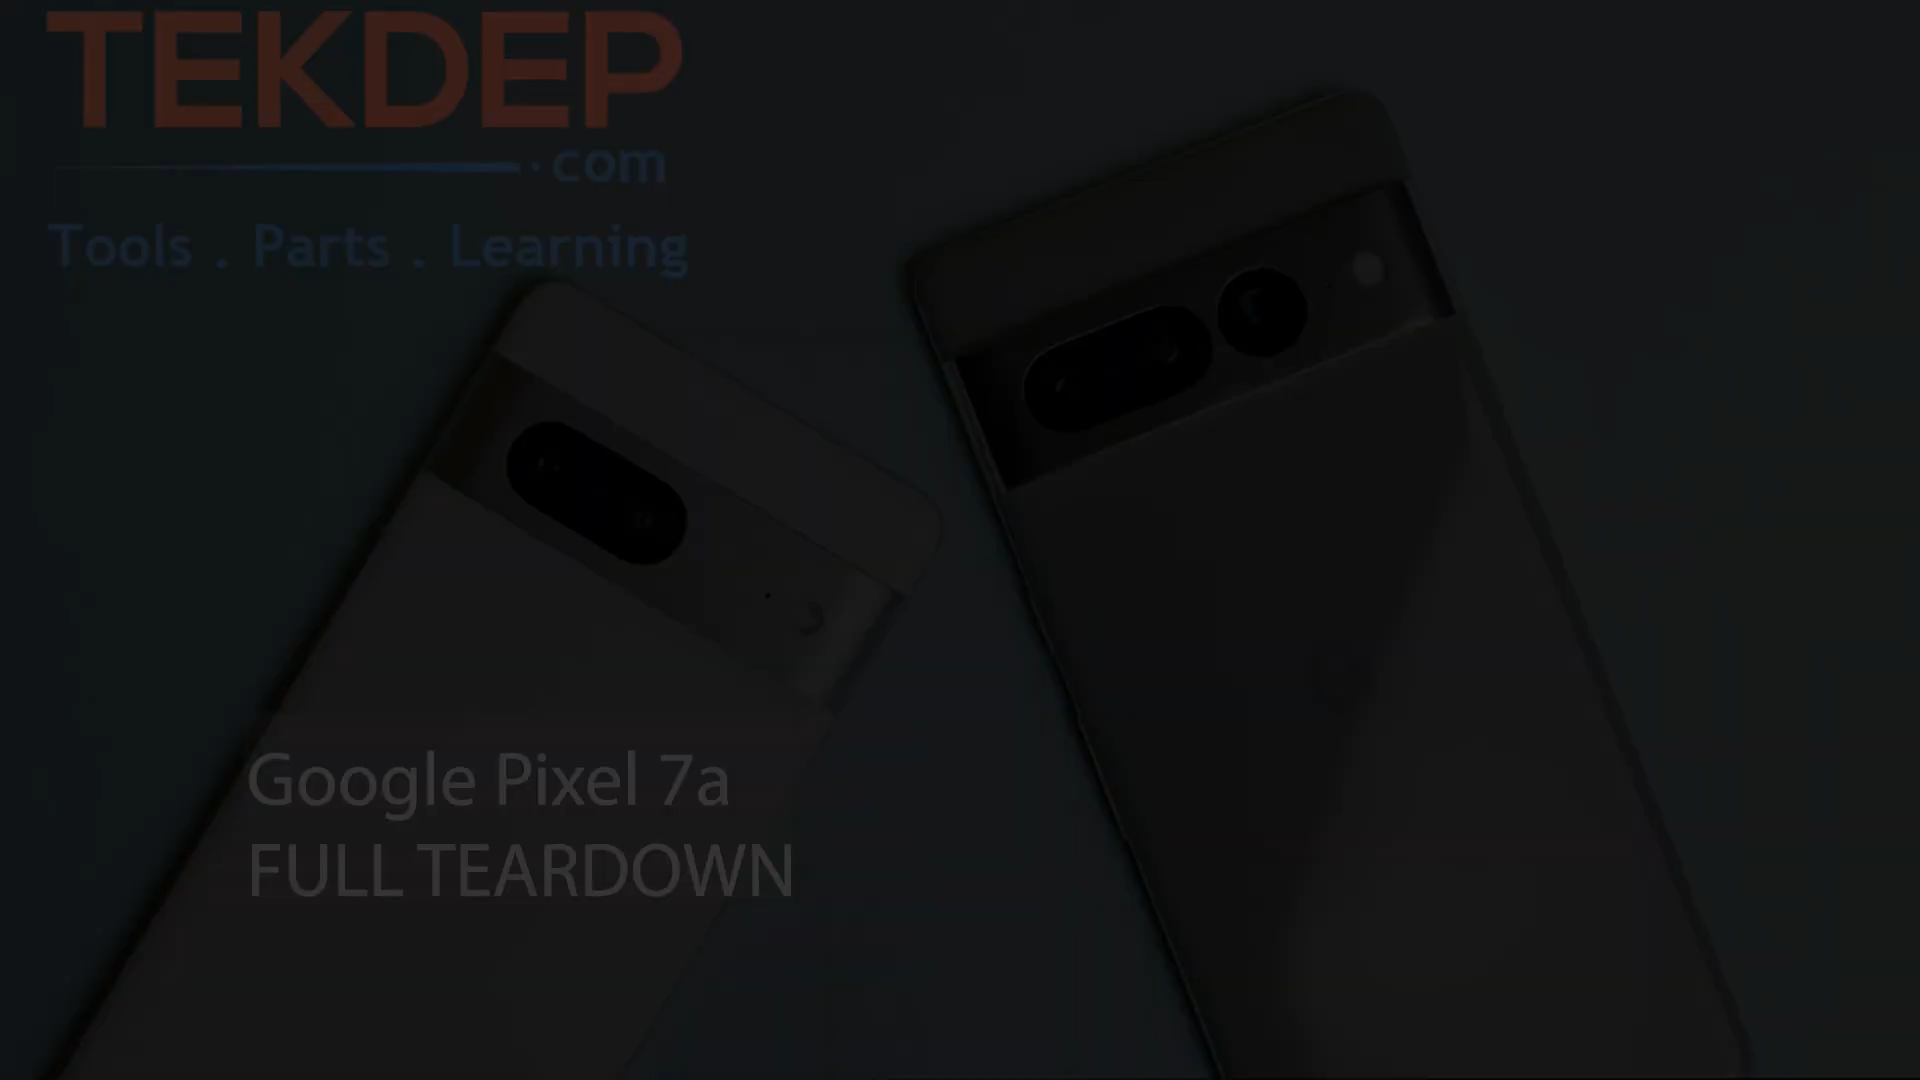 TEKDEP
.com
Tools . Parts . Learning
Google Pixel 7a
FULL TEARDOWN